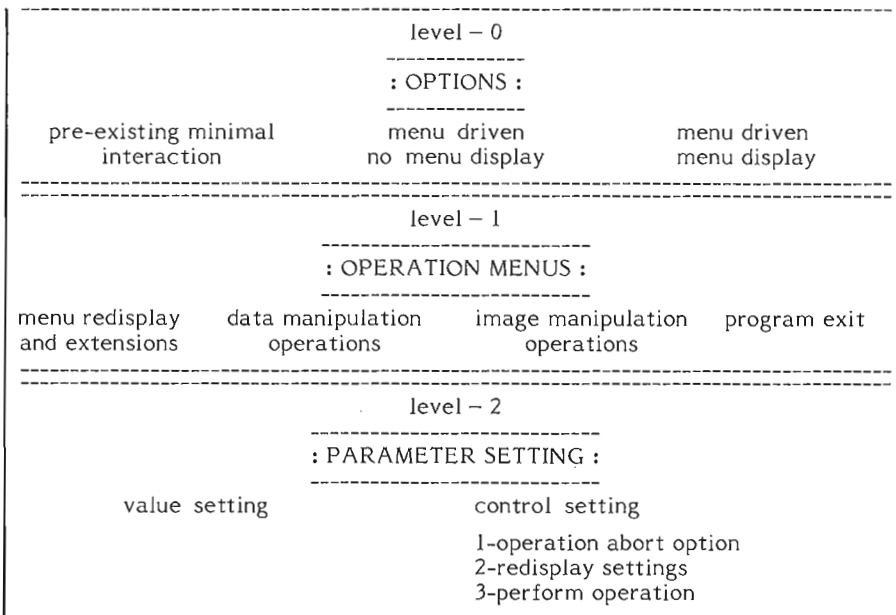 level – 0
: OPTIONS :
pre-existing minimal menu driven menu driven
interaction no menu display menu display
level – 1
: OPERATION MENUS :
menu redisplay data manipulation image manipulation program exit
and extensions operations operations
level – 2
: PARAMETER SETTING :
value setting control setting
1-operation abort option
2-redisplay settings
3-perform operation